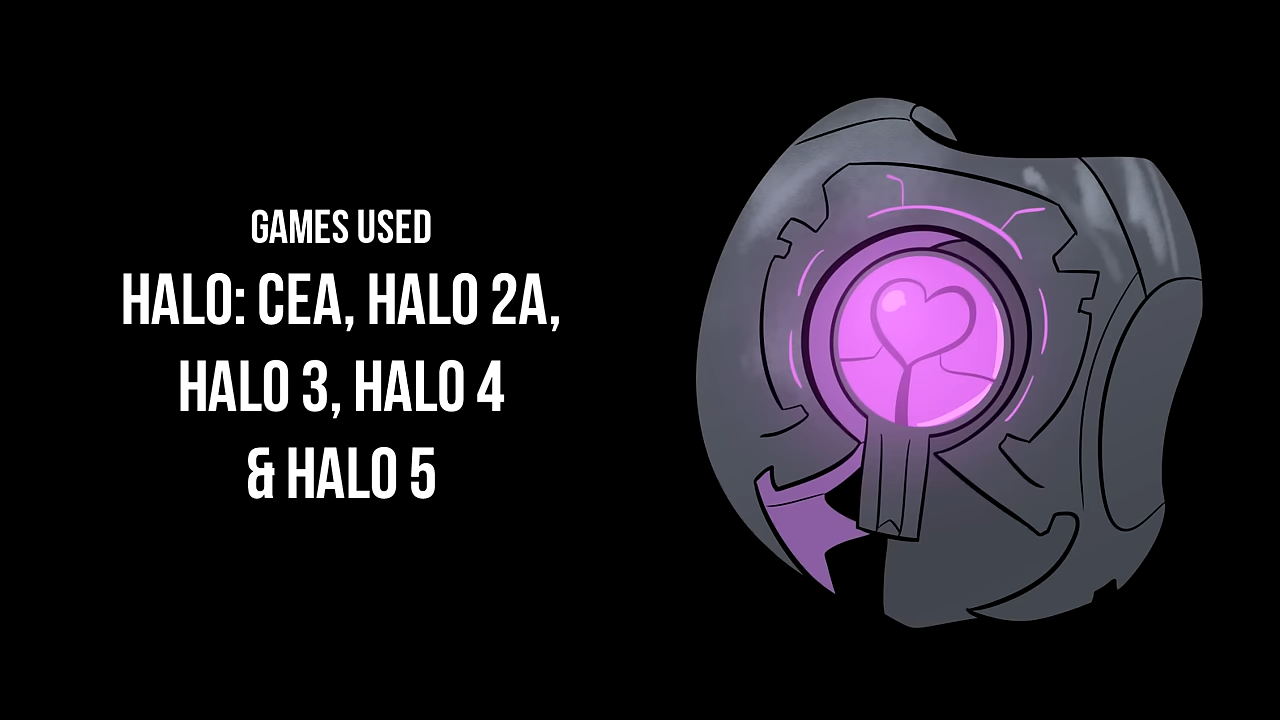 GAMES USED
HALO: CEA, HALO 2A,
HALO 3, HALO 4
& HALO 5